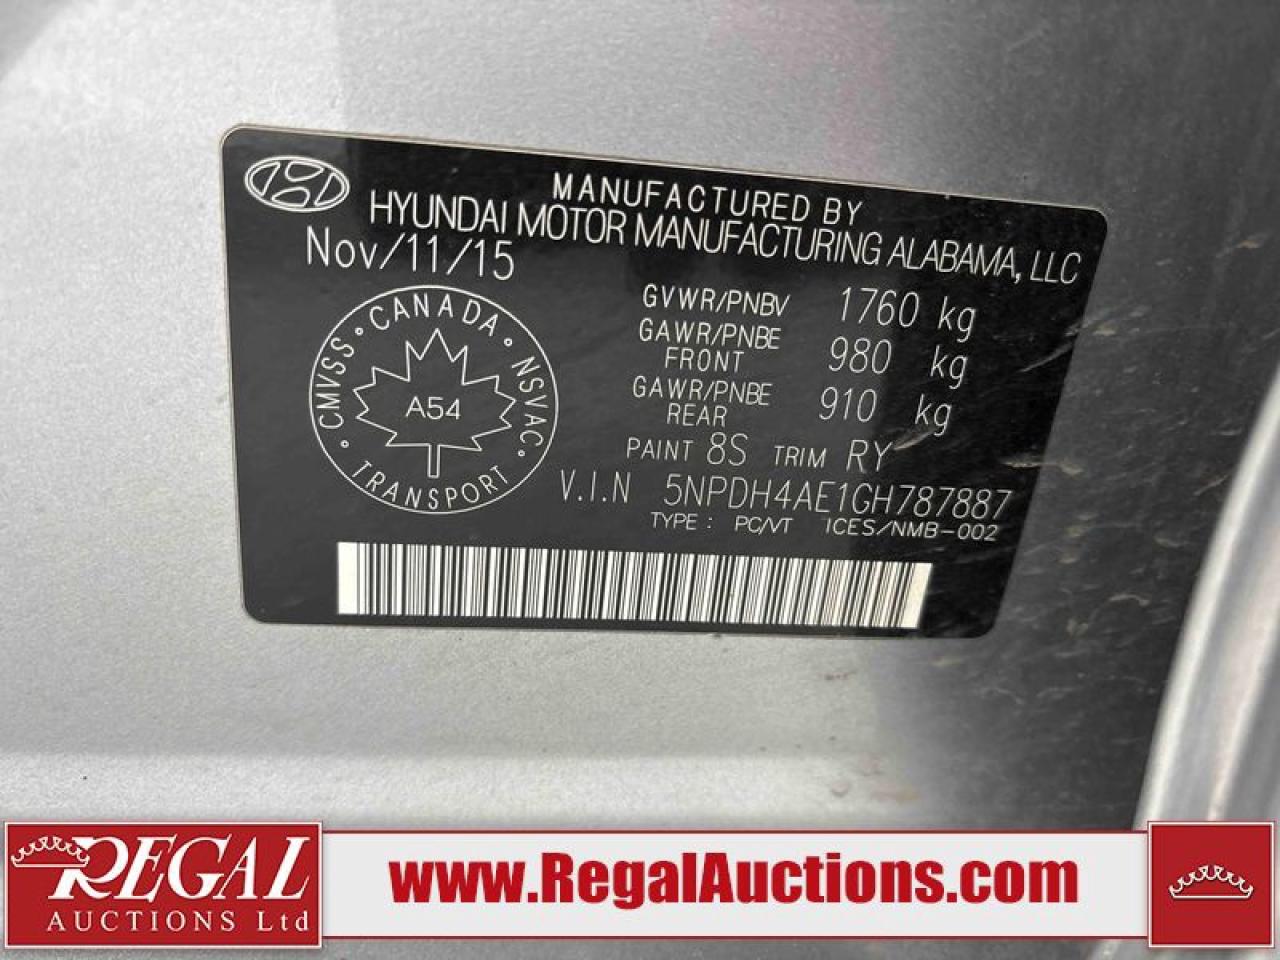 MANUFACTURED BY
HYUNDAI MOTOR MANUFACTURING ALABAMA, LLC
Nov/11/15
GVWR/PNBV 1760 kg
GAWR/PNBE FRONT 980 kg
GAWR/PNBE REAR 910 kg
CANADA
CMVSS · NSVAC
A54
TRANSPORT
PAINT 8S TRIM RY
V.I.N 5NPDH4AE1GH787887
TYPE: PC/VT ICES/NMB-002
REGAL
AUCTIONS Ltd
www.RegalAuctions.com